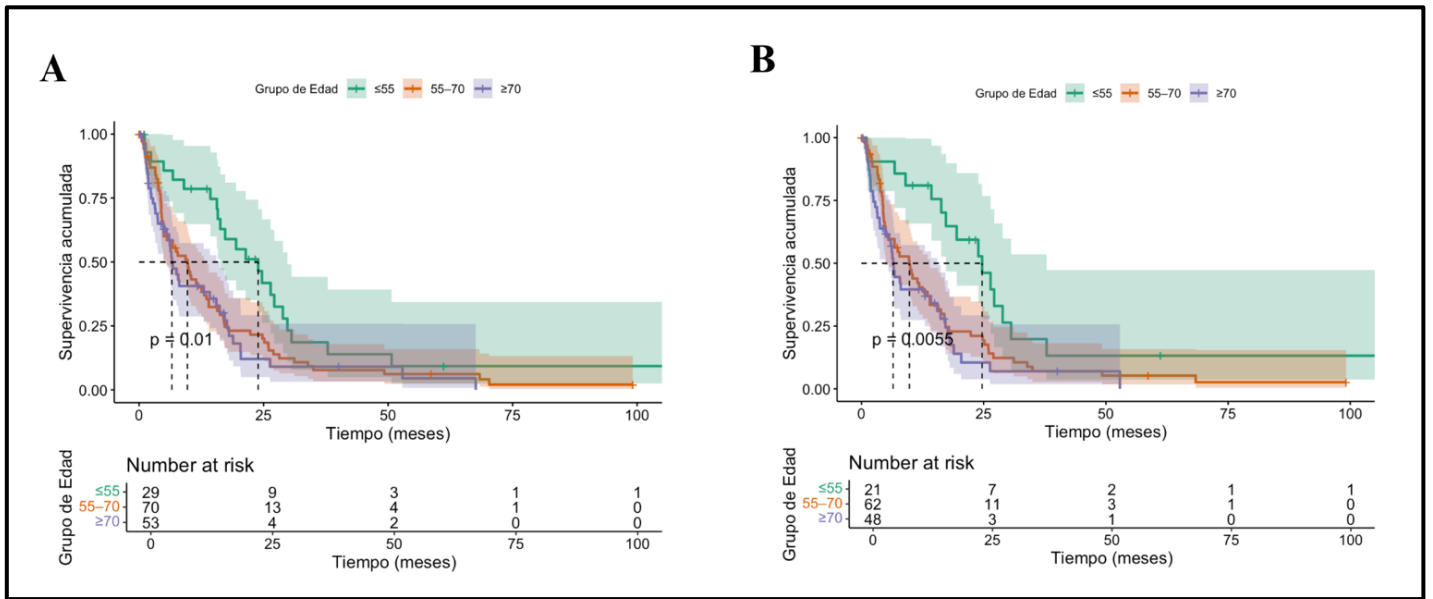 A
Grupo de Edad ≤55 55–70 ≥70
Supervivencia acumulada
1.00
0.75
0.50
0.25
0.00
p = 0.01
0 25 50 75 100
Tiempo (meses)
Number at risk
Grupo de Edad
≤55 29 9 3 1 1
55–70 70 13 4 1 0
≥70 53 4 2 0 0
0 25 50 75 100
Tiempo (meses)
B
Grupo de Edad ≤55 55–70 ≥70
Supervivencia acumulada
1.00
0.75
0.50
0.25
0.00
p = 0.0055
0 25 50 75 100
Tiempo (meses)
Number at risk
Grupo de Edad
≤55 21 7 2 1 1
55–70 62 11 3 1 0
≥70 48 3 1 0 0
0 25 50 75 100
Tiempo (meses)